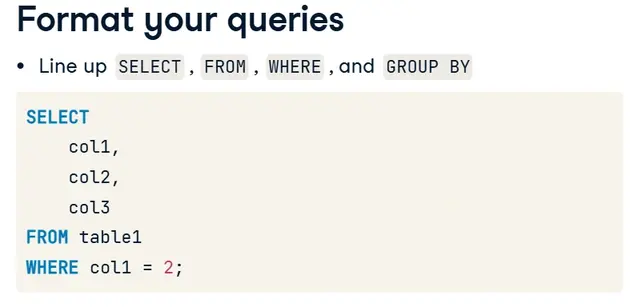 Format your queries
• Line up SELECT, FROM, WHERE, and GROUP BY
SELECT
    col1,
    col2,
    col3
FROM table1
WHERE col1 = 2;